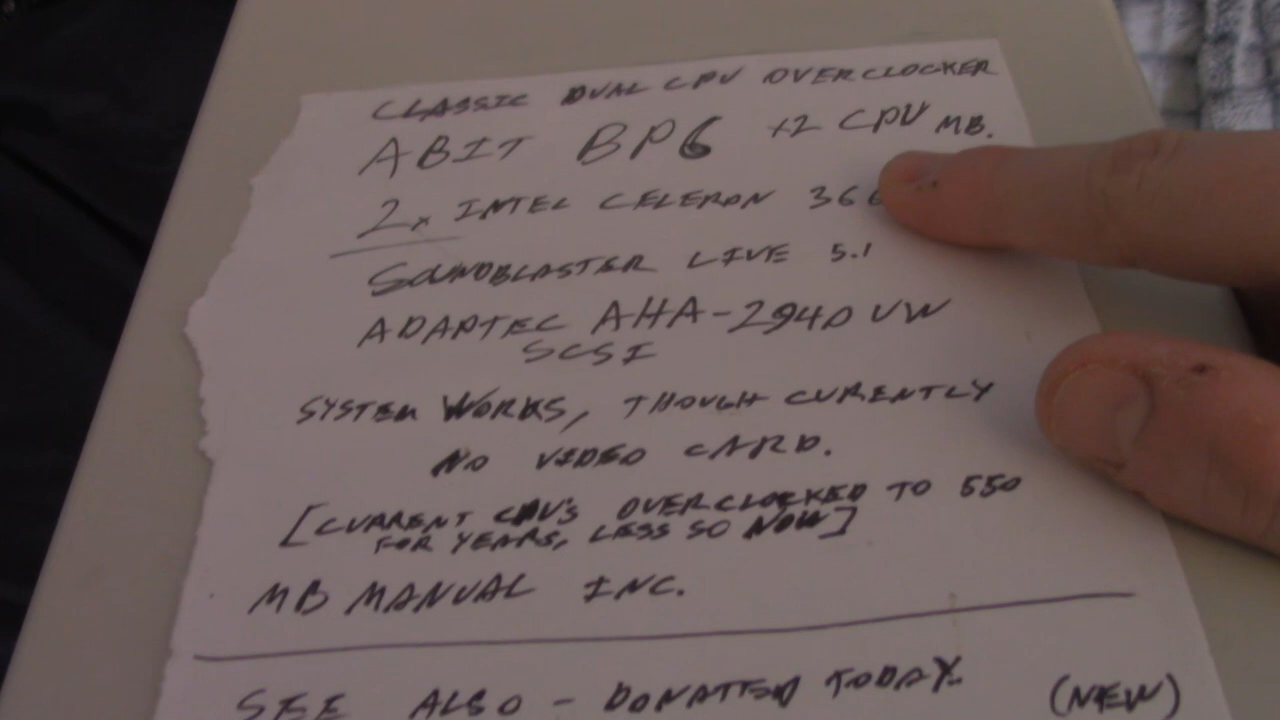 CLASSIC DUAL CPU OVERCLOCKER
ABIT BP6 +2 CPU MB.
2x INTEL CELERON 366
SOUNDBLASTER LIVE 5.1
ADAPTEC AHA-2940UW
SCSI
SYSTEM WORKS, THOUGH CURENTLY
NO VIDEO CARD.
[CURRENT CPU'S OVERCLOCKED TO 550
FOR YEARS, LESS SO NOW]
MB MANUAL INC.
SEE ALSO - DONATED TODAY. (NEW)